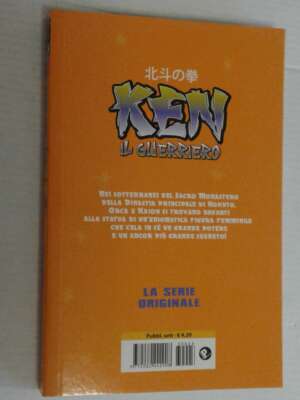 北斗の拳
KEN
IL GUERRIERO
NEI SOTTERRANEI DEL SACRO MONASTERO
DELLA DINASTIA PRINCIPALE DI HOKUTO,
ORCA E KAIOH SI TROVANO DAVANTI
ALLA STATUA DI UN'ENIGMATICA FIGURA FEMMINILE
CHE CELA IN SÉ UN GRANDE POTERE
E UN ANCOR PIÙ GRANDE SEGRETO!
LA SERIE
ORIGINALE